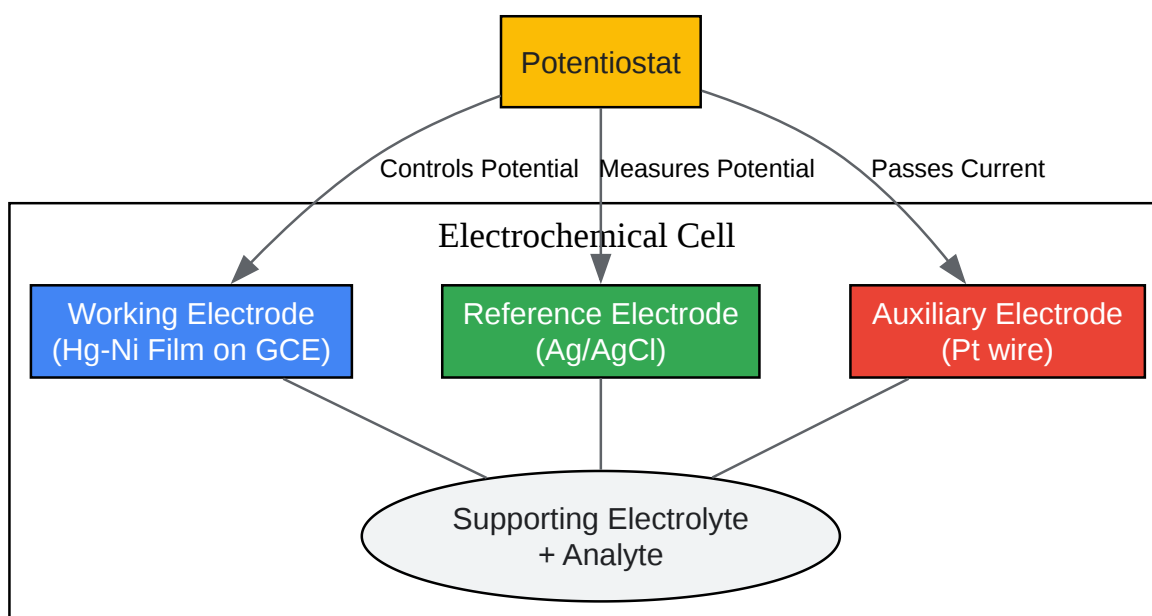 Potentiostat
Controls Potential
Measures Potential
Passes Current
Electrochemical Cell
Working Electrode
(Hg-Ni Film on GCE)
Reference Electrode
(Ag/AgCl)
Auxiliary Electrode
(Pt wire)
Supporting Electrolyte
+ Analyte